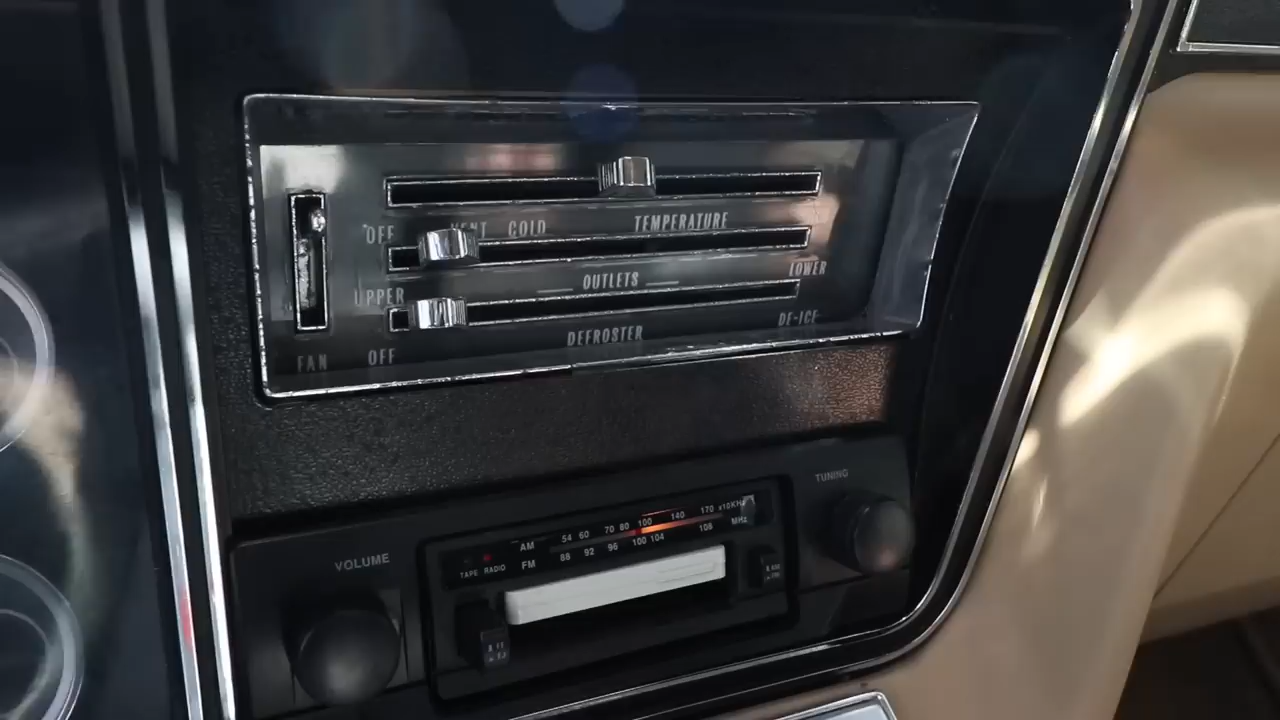 OFF VENT COLD TEMPERATURE
UPPER OUTLETS LOWER
FAN OFF DEFROSTER DE-ICE
TUNING
VOLUME
AM 54 60 70 80 100 140 170 x10KHz
TAPE RADIO FM 88 92 96 100 104 108 MHz